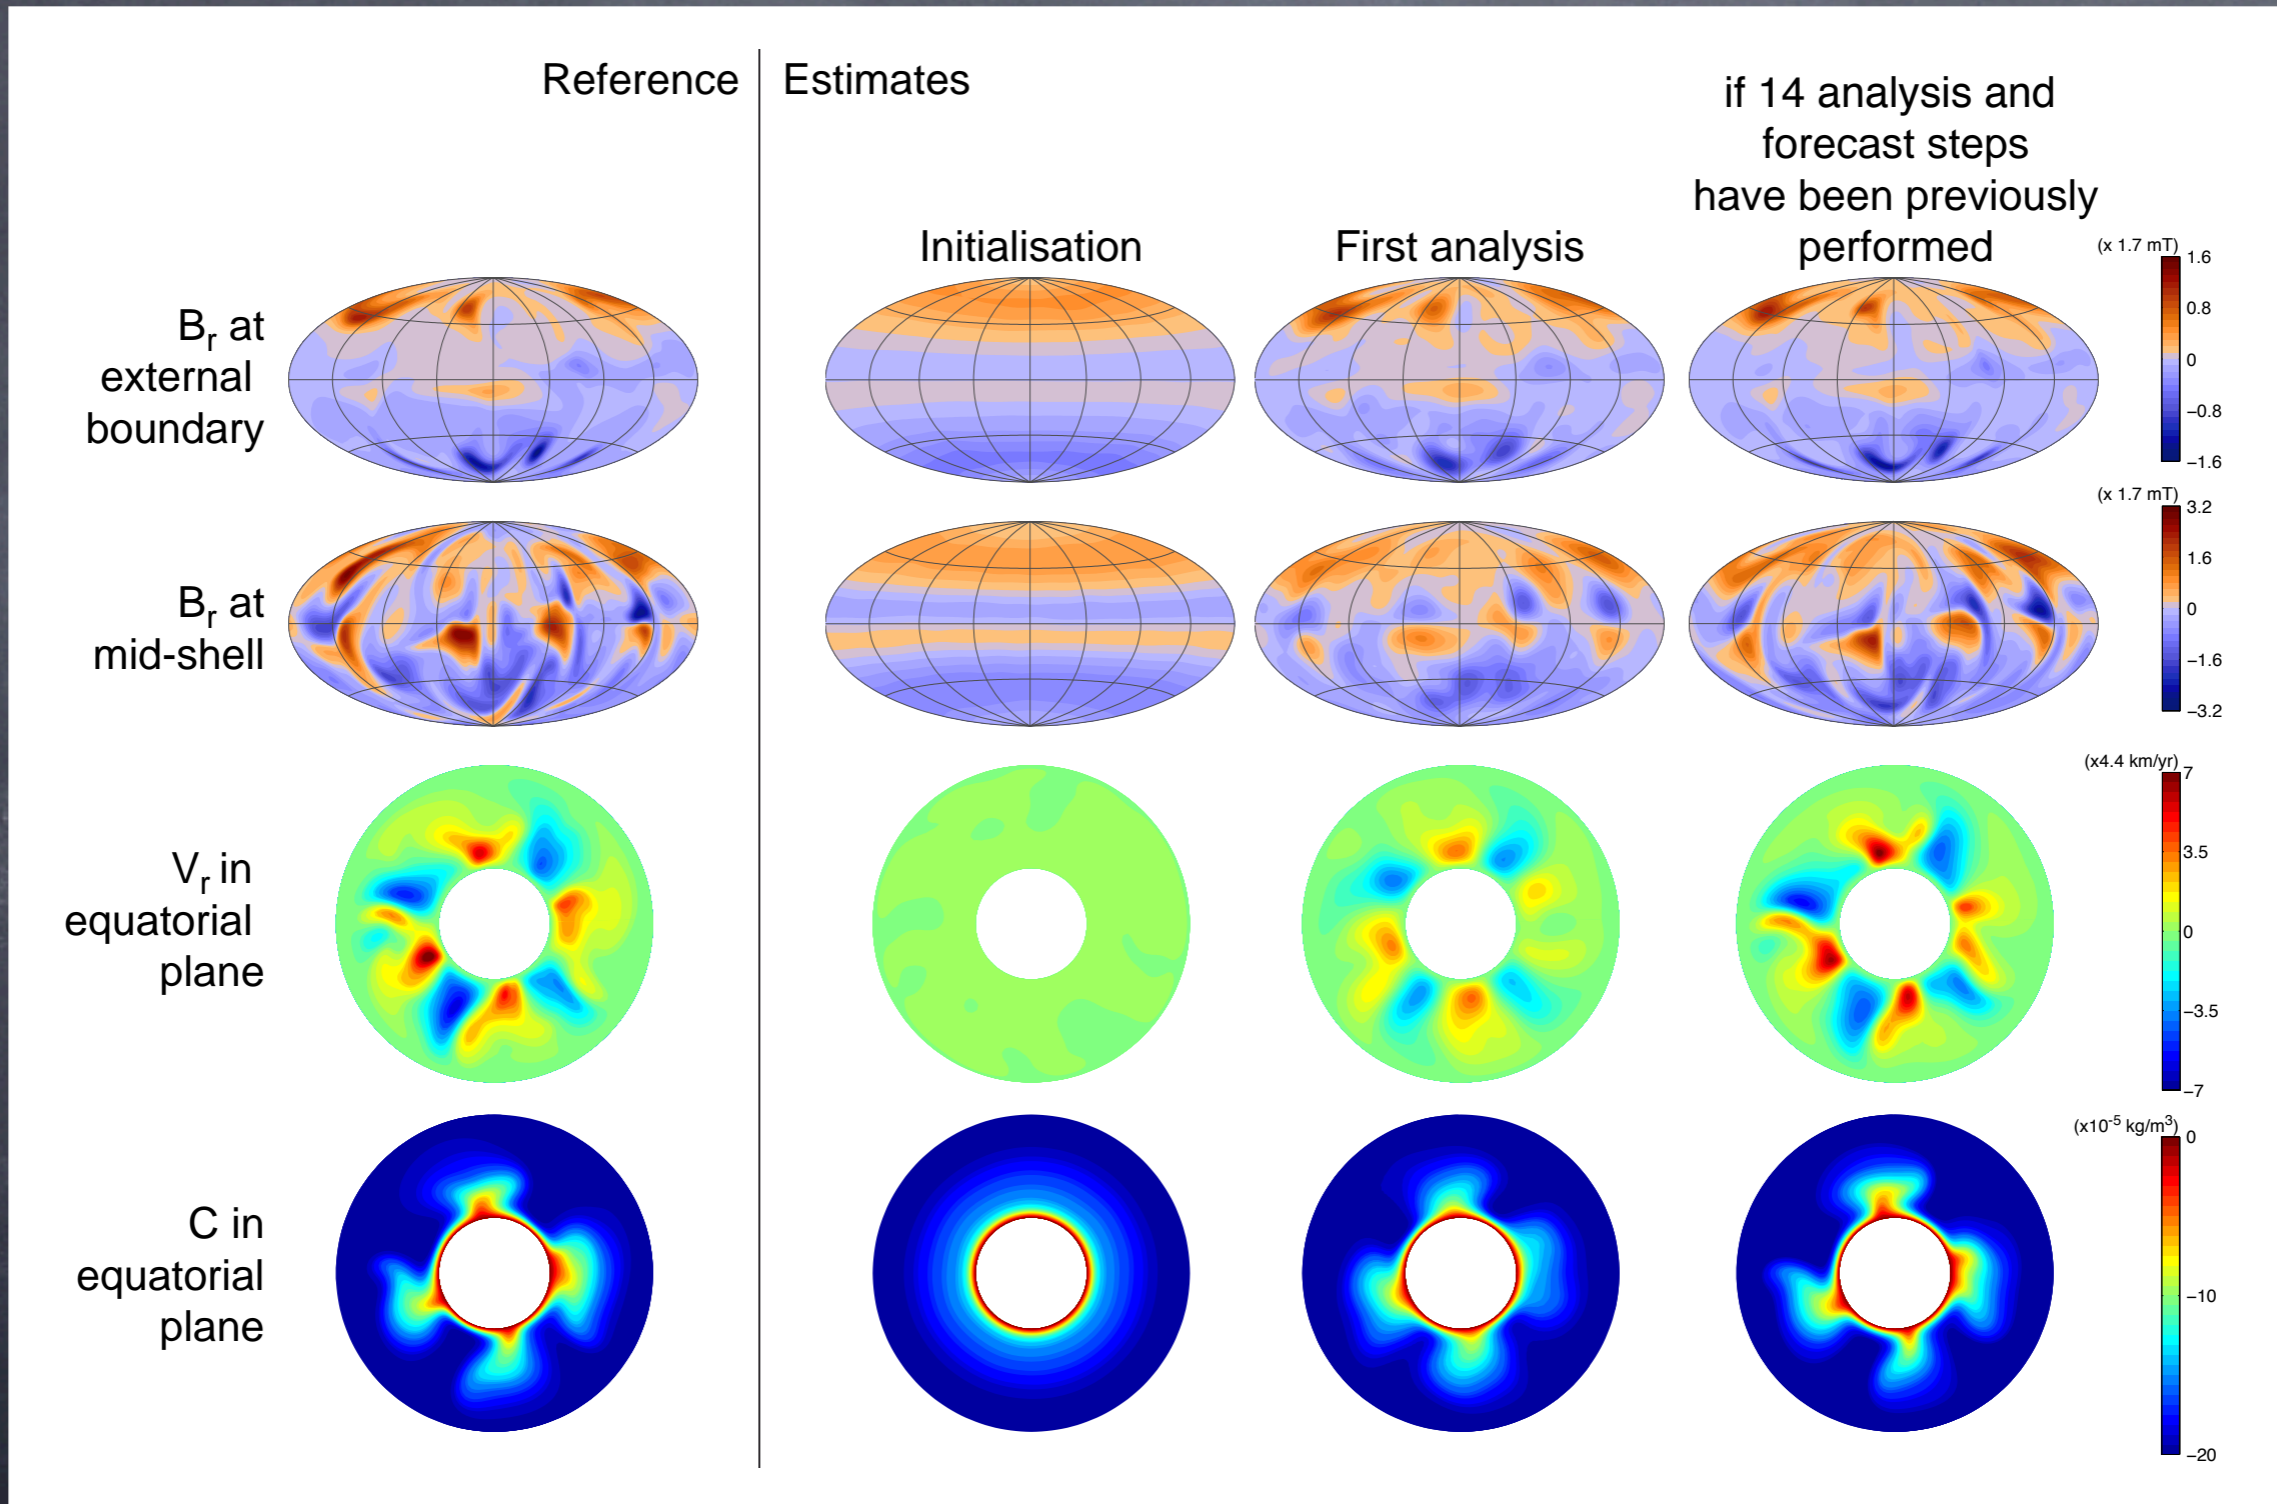 Reference
Estimates
if 14 analysis and
forecast steps
have been previously
performed
Initialisation
First analysis
(x 1.7 mT)
1.6
0.8
0
−0.8
−1.6
Br at
external
boundary
(x 1.7 mT)
3.2
1.6
0
−1.6
−3.2
Br at
mid-shell
(x4.4 km/yr)
7
3.5
0
−3.5
−7
Vr in
equatorial
plane
(x10-5 kg/m3)
0
−10
−20
C in
equatorial
plane